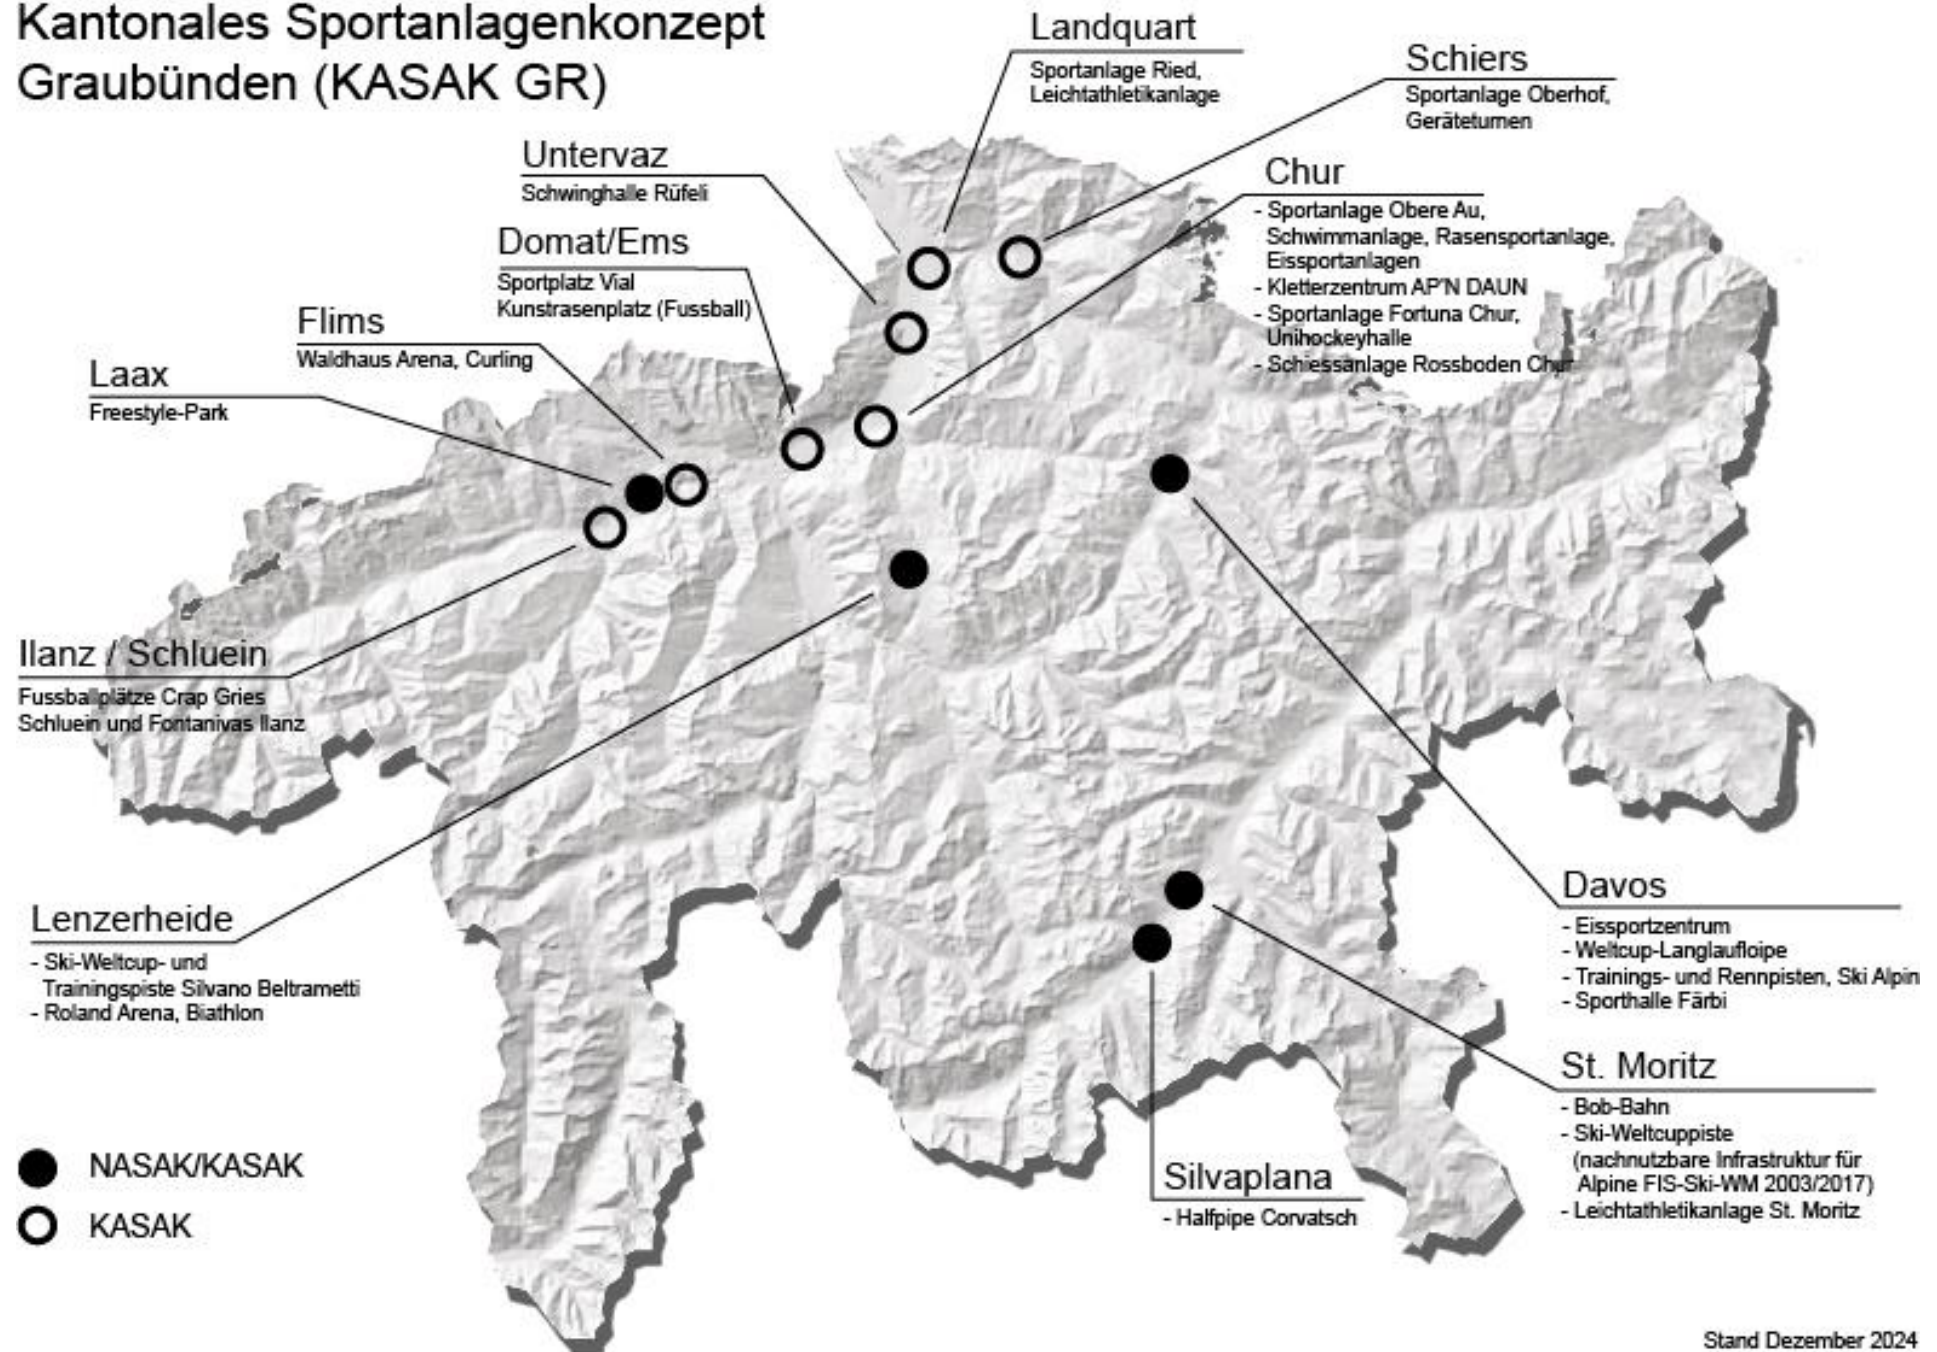 Kantonales Sportanlagenkonzept
Graubünden (KASAK GR)
Landquart
Sportanlage Ried,
Leichtathletikanlage
Schiers
Sportanlage Oberhof,
Geräteturnen
Untervaz
Schwinghalle Rüfeli
Chur
- Sportanlage Obere Au,
Schwimmanlage, Rasensportanlage,
Eissportanlagen
- Kletterzentrum AP'N DAUN
- Sportanlage Fortuna Chur,
Unihockeyhalle
- Schiessanlage Rossboden Chur
Domat/Ems
Sportplatz Vial
Kunstrasenplatz (Fussball)
Flims
Waldhaus Arena, Curling
Laax
Freestyle-Park
Ilanz / Schluein
Fussballplätze Crap Gries
Schluein und Fontanivas Ilanz
Lenzerheide
- Ski-Weltcup- und
Trainingspiste Silvano Beltrametti
- Roland Arena, Biathlon
Davos
- Eissportzentrum
- Weltcup-Langlaufloipe
- Trainings- und Rennpisten, Ski Alpin
- Sporthalle Färbi
St. Moritz
- Bob-Bahn
- Ski-Weltcuppiste
(nachnutzbare Infrastruktur für
Alpine FIS-Ski-WM 2003/2017)
- Leichtathletikanlage St. Moritz
Silvaplana
- Halfpipe Corvatsch
NASAK/KASAK
KASAK
Stand Dezember 2024